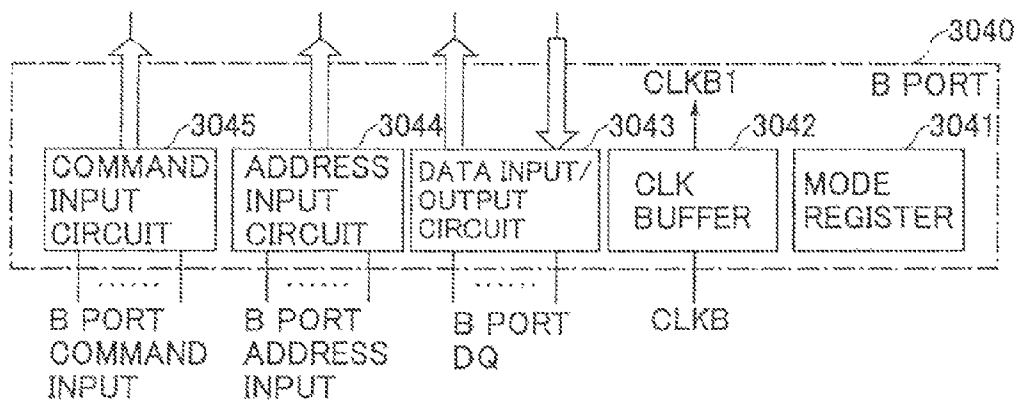 3040
CLKB1
B PORT
3045
3044
3043
3042
3041
COMMAND
INPUT
CIRCUIT
ADDRESS
INPUT
CIRCUIT
DATA INPUT/
OUTPUT
CIRCUIT
CLK
BUFFER
MODE
REGISTER
B PORT
COMMAND
INPUT
B PORT
ADDRESS
INPUT
B PORT
DQ
CLKB